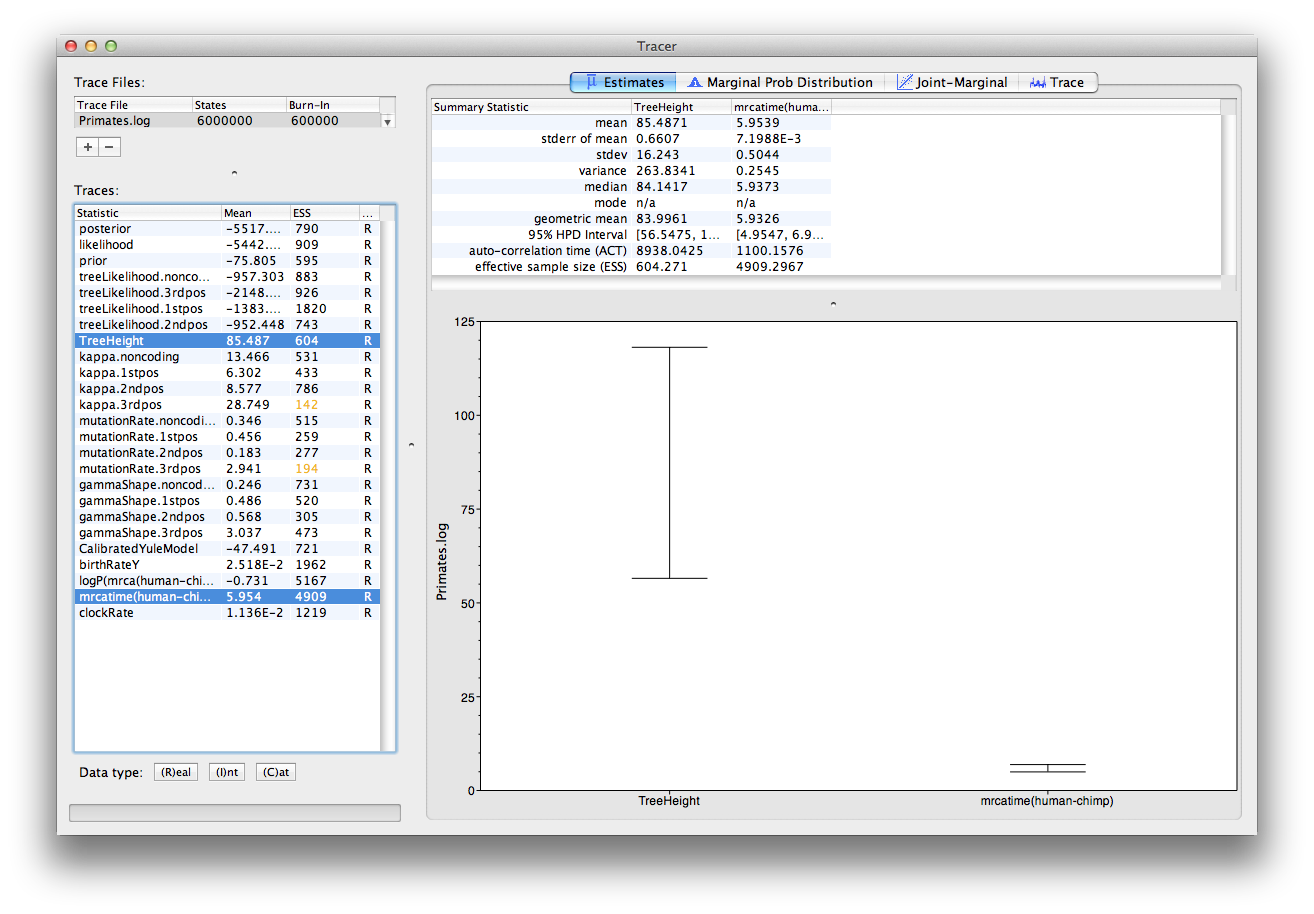 Tracer
Trace Files:
Trace File States Burn-In
Primates.log 6000000 600000
+ −
Traces:
Statistic Mean ESS ...
posterior -5517.... 790 R
likelihood -5442.... 909 R
prior -75.805 595 R
treeLikelihood.nonco... -957.303 883 R
treeLikelihood.3rdpos -2148.... 926 R
treeLikelihood.1stpos -1383.... 1820 R
treeLikelihood.2ndpos -952.448 743 R
TreeHeight 85.487 604 R
kappa.noncoding 13.466 531 R
kappa.1stpos 6.302 433 R
kappa.2ndpos 8.577 786 R
kappa.3rdpos 28.749 142 R
mutationRate.noncodi... 0.346 515 R
mutationRate.1stpos 0.456 259 R
mutationRate.2ndpos 0.183 277 R
mutationRate.3rdpos 2.941 194 R
gammaShape.noncod... 0.246 731 R
gammaShape.1stpos 0.486 520 R
gammaShape.2ndpos 0.568 305 R
gammaShape.3rdpos 3.037 473 R
CalibratedYuleModel -47.491 721 R
birthRateY 2.518E-2 1962 R
logP(mrca(human-chi... -0.731 5167 R
mrcatime(human-chi... 5.954 4909 R
clockRate 1.136E-2 1219 R
Data type: (R)eal (I)nt (C)at
μ Estimates Marginal Prob Distribution Joint-Marginal Trace
Summary Statistic TreeHeight mrcatime(huma...
mean 85.4871 5.9539
stderr of mean 0.6607 7.1988E-3
stdev 16.243 0.5044
variance 263.8341 0.2545
median 84.1417 5.9373
mode n/a n/a
geometric mean 83.9961 5.9326
95% HPD Interval [56.5475, 1... [4.9547, 6.9...
auto-correlation time (ACT) 8938.0425 1100.1576
effective sample size (ESS) 604.271 4909.2967
125
100
75
50
25
0
Primates.log
TreeHeight mrcatime(human-chimp)